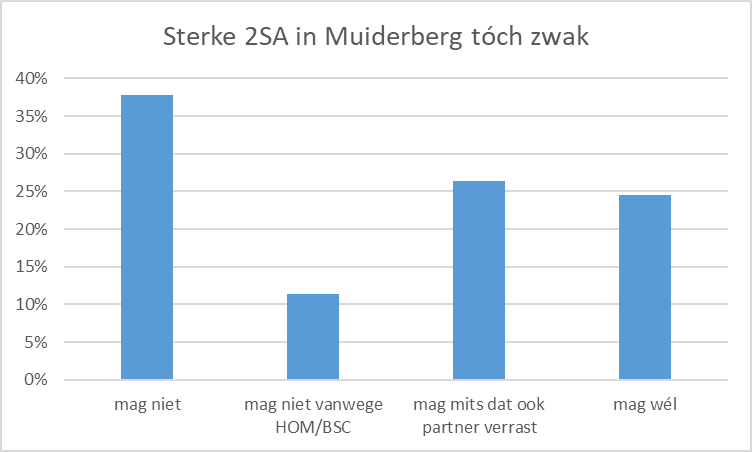 Sterke 2SA in Muiderberg tóch zwak
40%
35%
30%
25%
20%
15%
10%
5%
0%
mag niet
mag niet vanwege
HOM/BSC
mag mits dat ook
partner verrast
mag wél